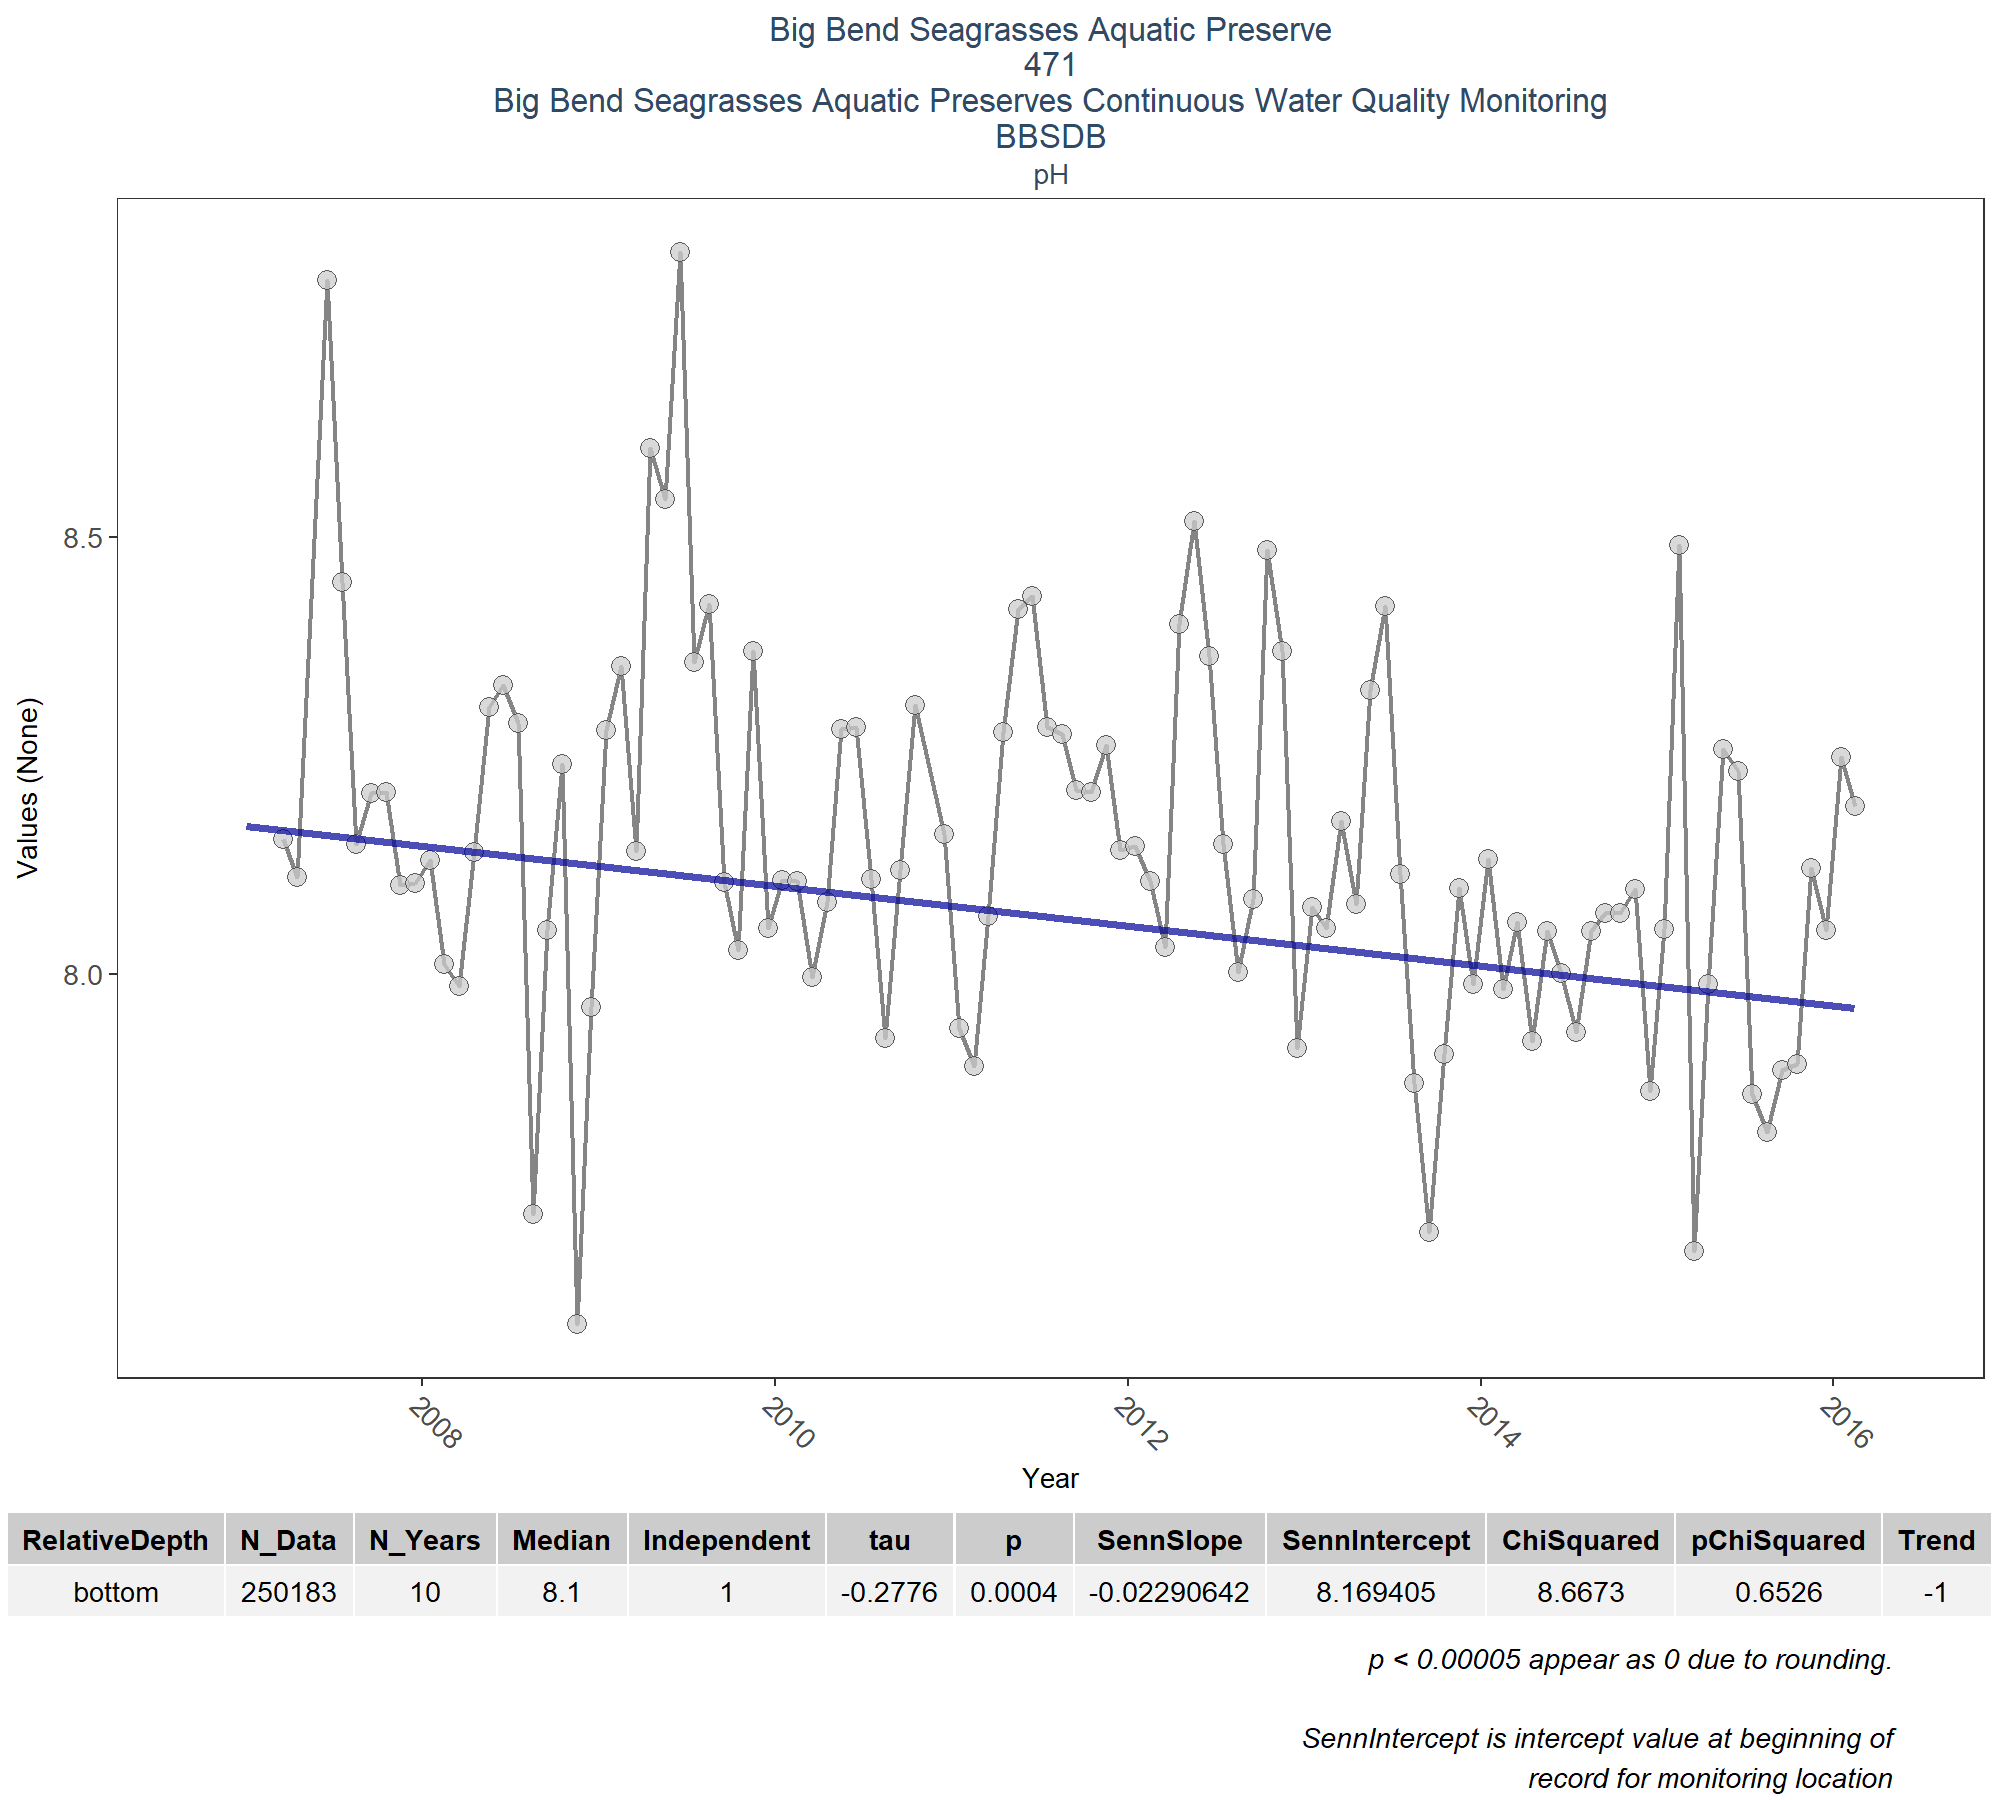 Big Bend Seagrasses Aquatic Preserve
471
Big Bend Seagrasses Aquatic Preserves Continuous Water Quality Monitoring
BBSDB
pH
8.5
8.0
Values (None)
2008 2010 2012 2014 2016
Year
RelativeDepth N_Data N_Years Median Independent tau p SennSlope SennIntercept ChiSquared pChiSquared Trend
bottom 250183 10 8.1 1 -0.2776 0.0004 -0.02290642 8.169405 8.6673 0.6526 -1
p < 0.00005 appear as 0 due to rounding.
SennIntercept is intercept value at beginning of
record for monitoring location